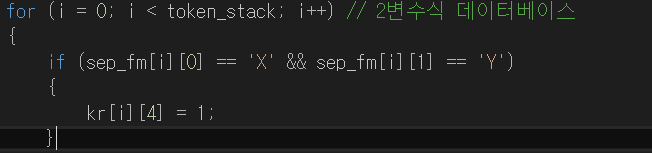 for (i = 0; i < token_stack; i++) // 2변수식 데이터베이스
{
if (sep_fm[i][0] == 'X' && sep_fm[i][1] == 'Y')
{
kr[i][4] = 1;
}